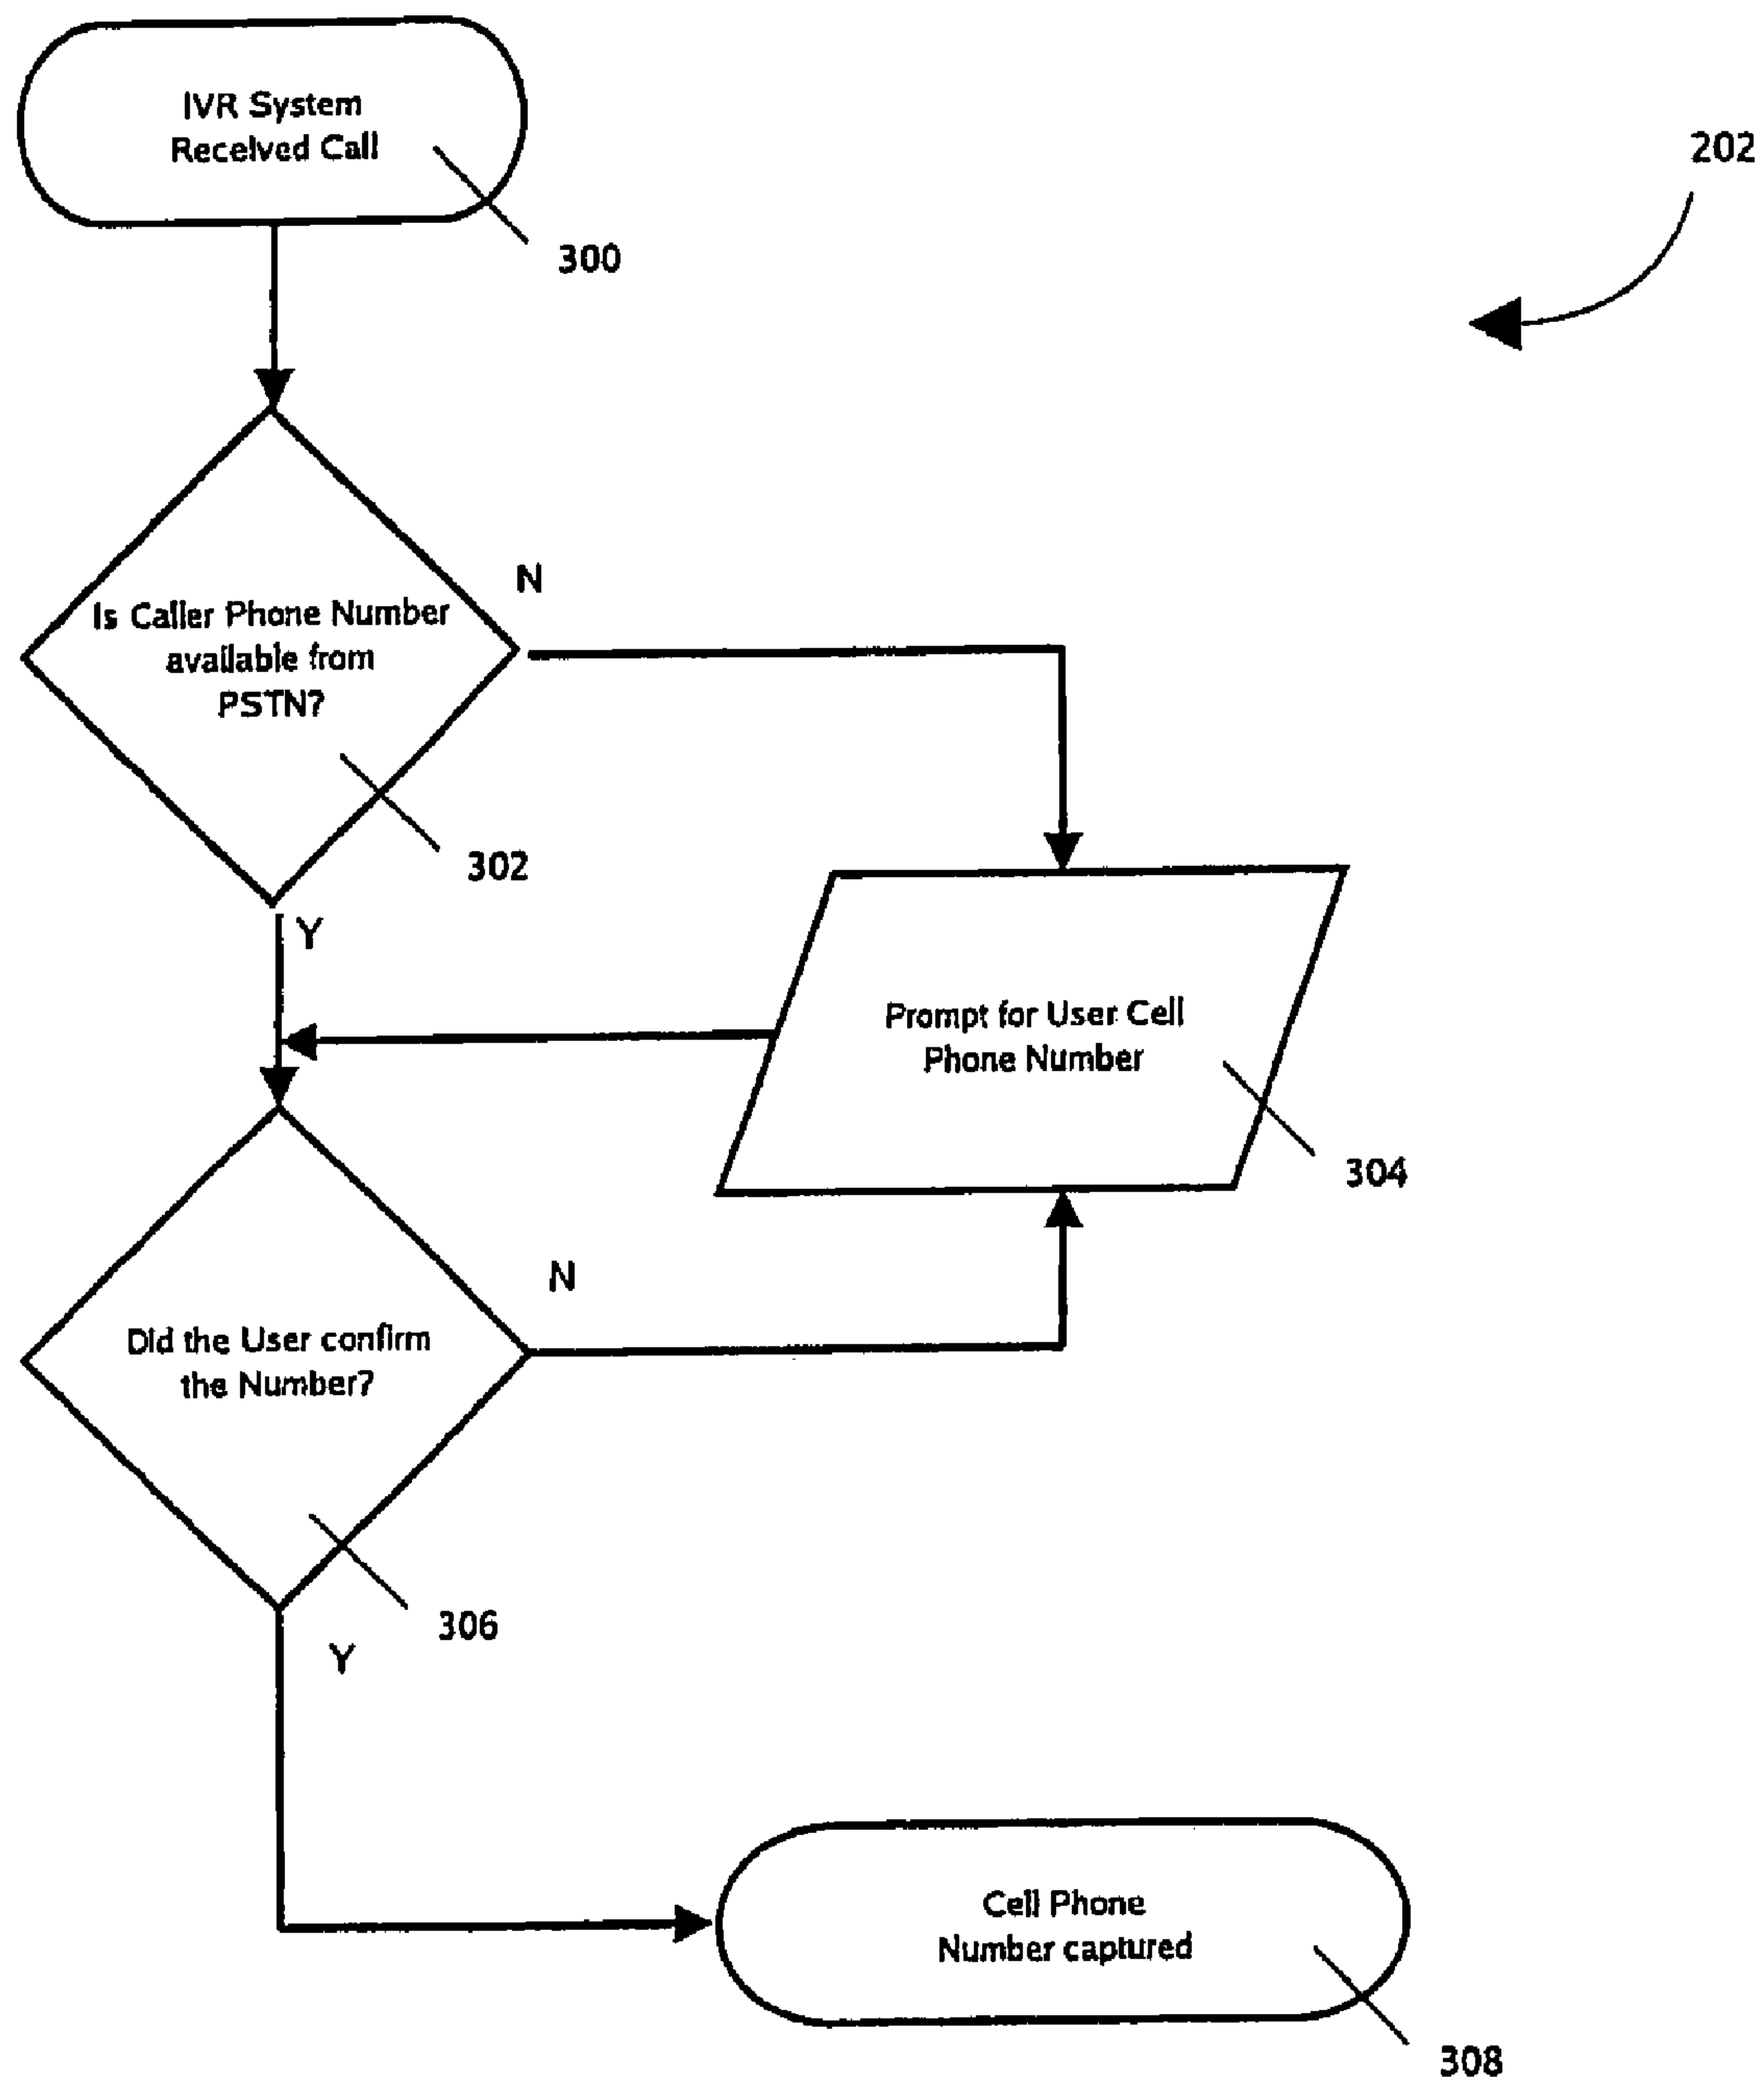 IVR System
Received Call
202
300
N
Is Caller Phone Number
available from
PSTN?
302
Y
Prompt for User Cell
Phone Number
304
N
Did the User confirm
the Number?
306
Y
Cell Phone
Number captured
308